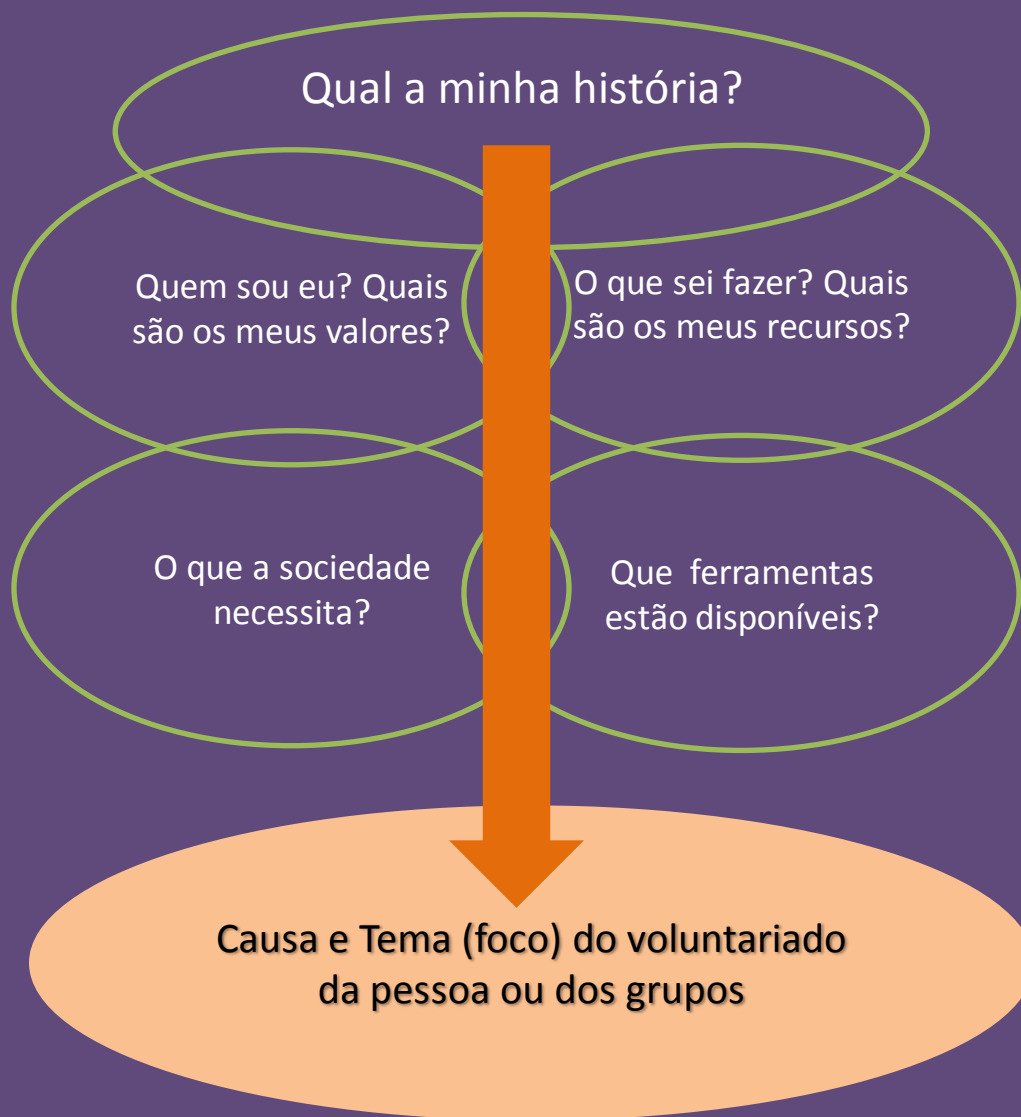 Qual a minha história?
Quem sou eu? Quais
são os meus valores?
O que sei fazer? Quais
são os meus recursos?
O que a sociedade
necessita?
Que ferramentas
estão disponíveis?
Causa e Tema (foco) do voluntariado
da pessoa ou dos grupos